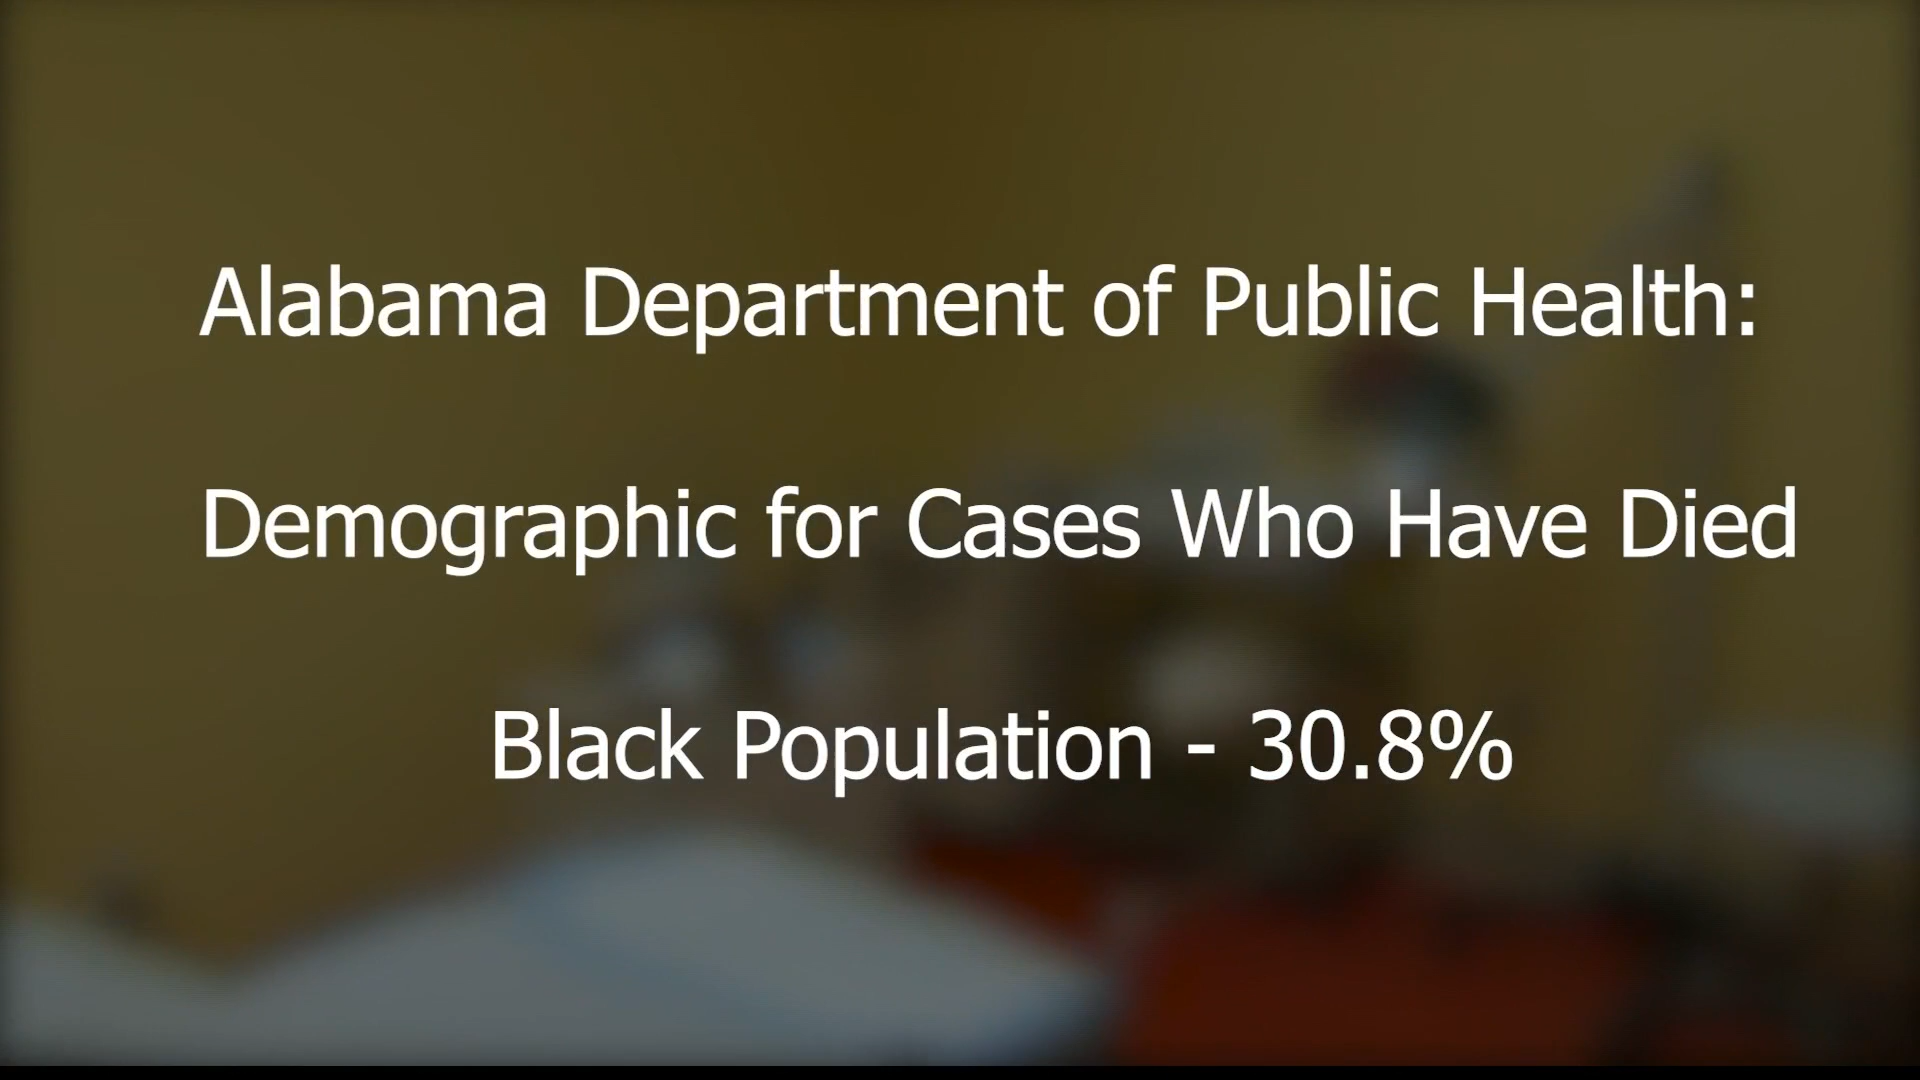 Alabama Department of Public Health:
Demographic for Cases Who Have Died
Black Population - 30.8%